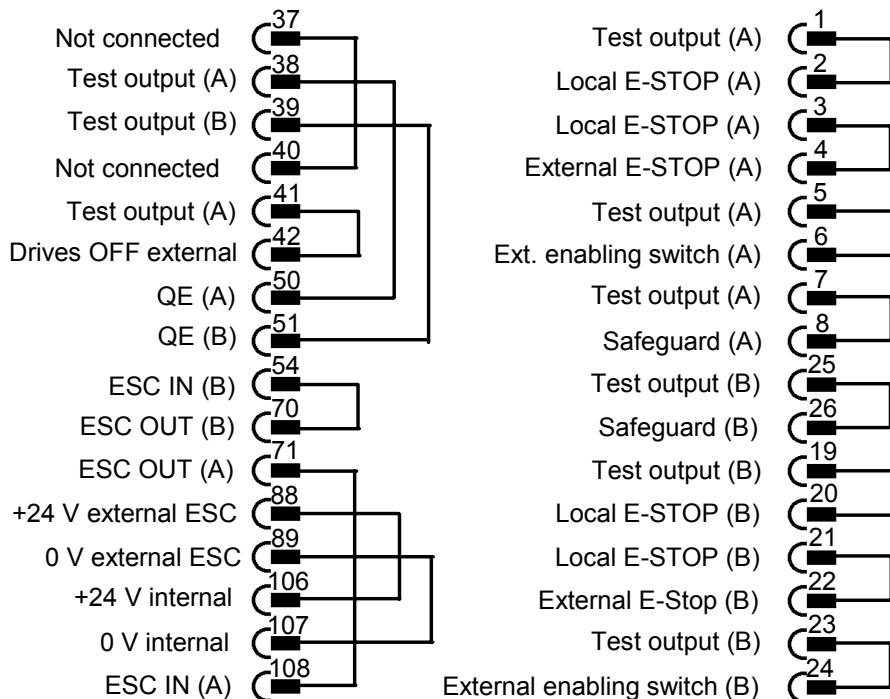 37
Not connected
38
Test output (A)
39
Test output (B)
40
Not connected
41
Test output (A)
42
Drives OFF external
50
QE (A)
51
QE (B)
54
ESC IN (B)
70
ESC OUT (B)
71
ESC OUT (A)
88
+24 V external ESC
89
0 V external ESC
106
+24 V internal
107
0 V internal
108
ESC IN (A)
1
Test output (A)
2
Local E-STOP (A)
3
Local E-STOP (A)
4
External E-STOP (A)
5
Test output (A)
6
Ext. enabling switch (A)
7
Test output (A)
8
Safeguard (A)
25
Test output (B)
26
Safeguard (B)
19
Test output (B)
20
Local E-STOP (B)
21
Local E-STOP (B)
22
External E-Stop (B)
23
Test output (B)
24
External enabling switch (B)